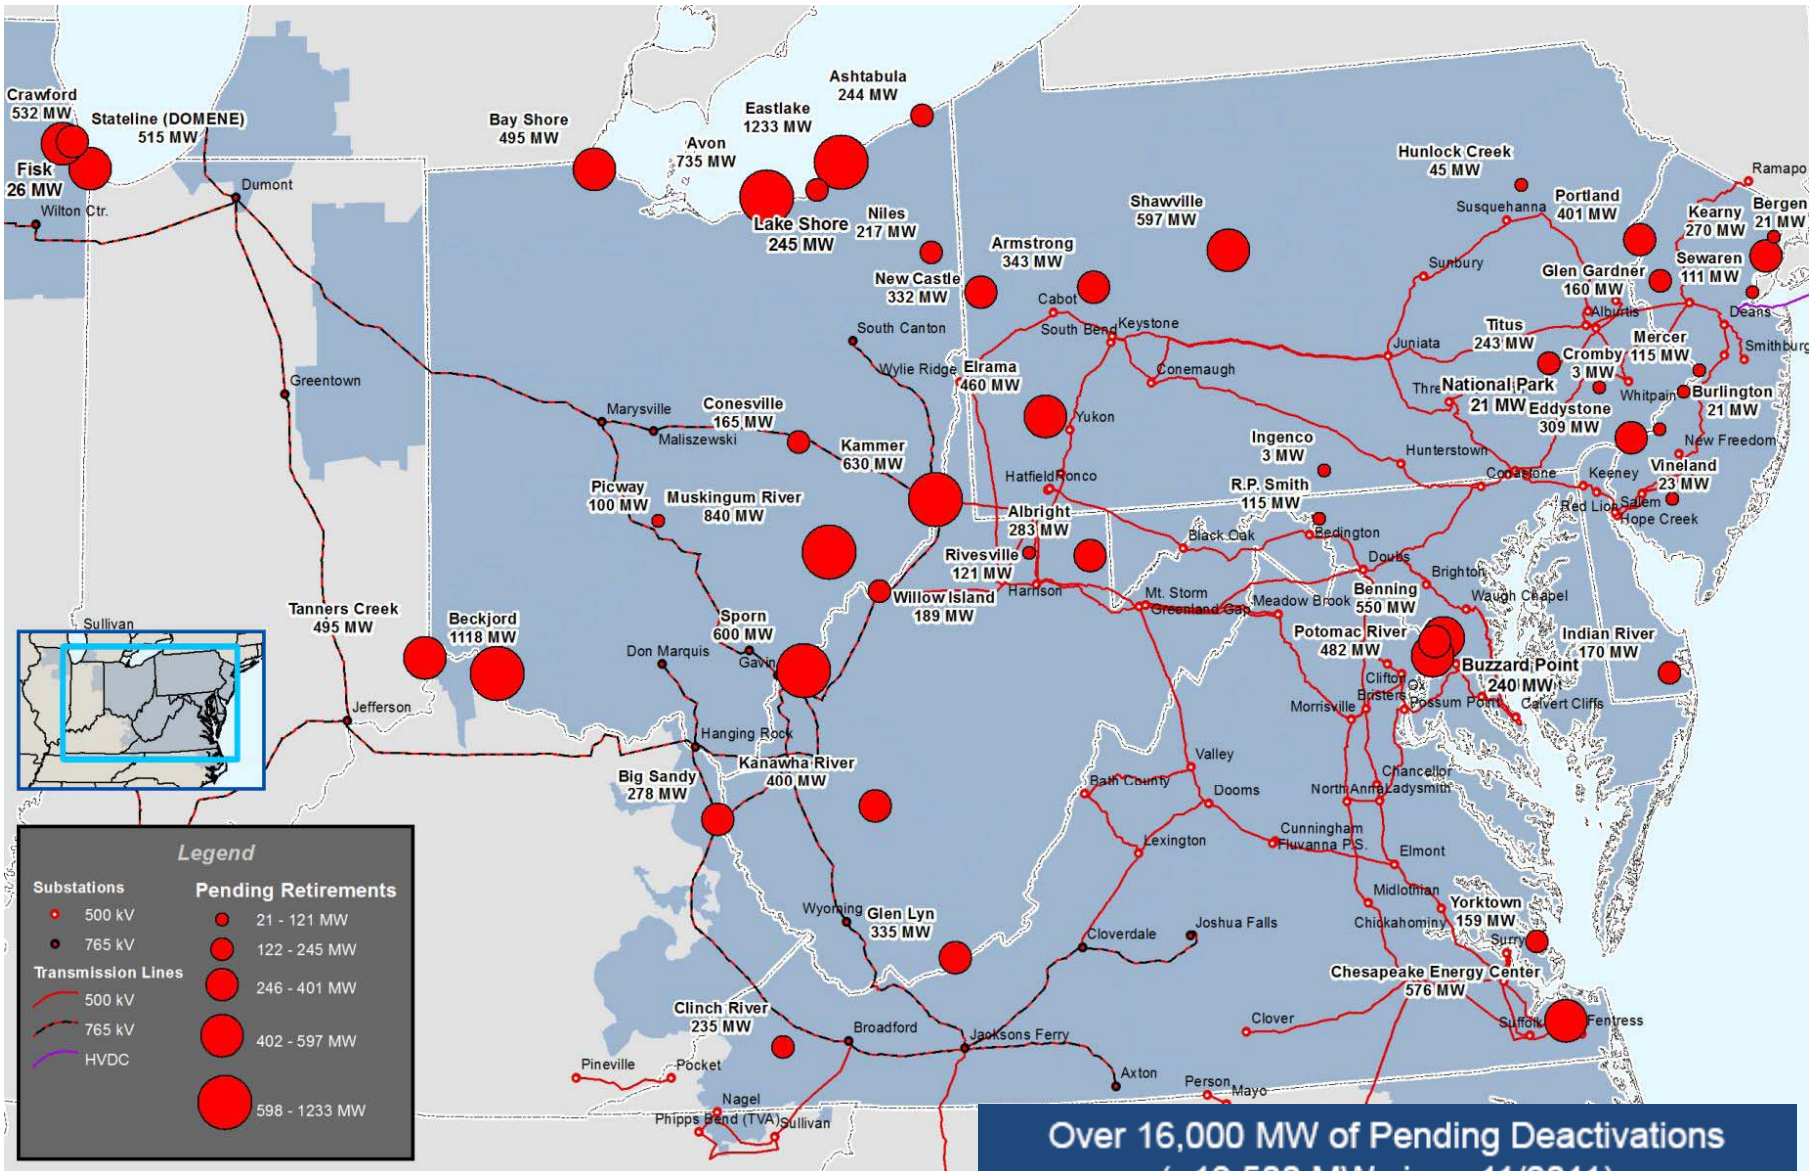 Crawford
532 MW
Stateline (DOMENE)
515 MW
Fisk
26 MW
Wilton Ctr.
Dumont
Bay Shore
495 MW
Avon
735 MW
Eastlake
1233 MW
Ashtabula
244 MW
Lake Shore
245 MW
Niles
217 MW
New Castle
332 MW
Armstrong
343 MW
Shawville
597 MW
Hunlock Creek
45 MW
Susquehanna
Portland
401 MW
Ramapo
Kearny
270 MW
Bergen
21 MW
Sewaren
111 MW
Glen Gardner
160 MW
Sunbury
Cabot
South Bend
Keystone
South Canton
Wylie Ridge
Elrama
460 MW
Conemaugh
Juniata
Titus
243 MW
Alburtis
Deans
Smithburg
Mercer
115 MW
Cromby
3 MW
Whitpain
Burlington
21 MW
Thre
National Park
21 MW
Eddystone
309 MW
New Freedom
Greentown
Marysville
Maliszewski
Conesville
165 MW
Kammer
630 MW
Yukon
Hatfield
Ronco
Ingenco
3 MW
Hunterstown
Conastone
Keeney
Vineland
23 MW
Red Lion
Salem
Hope Creek
Picway
100 MW
Muskingum River
840 MW
Albright
283 MW
R.P. Smith
115 MW
Black Oak
Bedington
Doubs
Brighton
Rivesville
121 MW
Harrison
Willow Island
189 MW
Mt. Storm
Greenland Gap
Meadow Brook
Benning
550 MW
Waugh Chapel
Potomac River
482 MW
Indian River
170 MW
Buzzard Point
240 MW
Clifton
Ox
Bristers
Possum Point
Calvert Cliffs
Morrisville
Sullivan
Tanners Creek
495 MW
Beckjord
1118 MW
Sporn
600 MW
Don Marquis
Gavin
Jefferson
Hanging Rock
Kanawha River
400 MW
Big Sandy
278 MW
Valley
Bath County
Dooms
Chancellor
North Anna
Ladysmith
Lexington
Cunningham
Fluvanna P.S.
Elmont
Midlothian
Chickahominy
Yorktown
159 MW
Surry
Wyoming
Glen Lyn
335 MW
Cloverdale
Joshua Falls
Chesapeake Energy Center
576 MW
Suffolk
Fentress
Clover
Clinch River
235 MW
Broadford
Jacksons Ferry
Axton
Pineville
Pocket
Nagel
Phipps Bend (TVA)
Sullivan
Person
Mayo
Legend
Substations
500 kV
765 kV
Transmission Lines
500 kV
765 kV
HVDC
Pending Retirements
21 - 121 MW
122 - 245 MW
246 - 401 MW
402 - 597 MW
598 - 1233 MW
Over 16,000 MW of Pending Deactivations